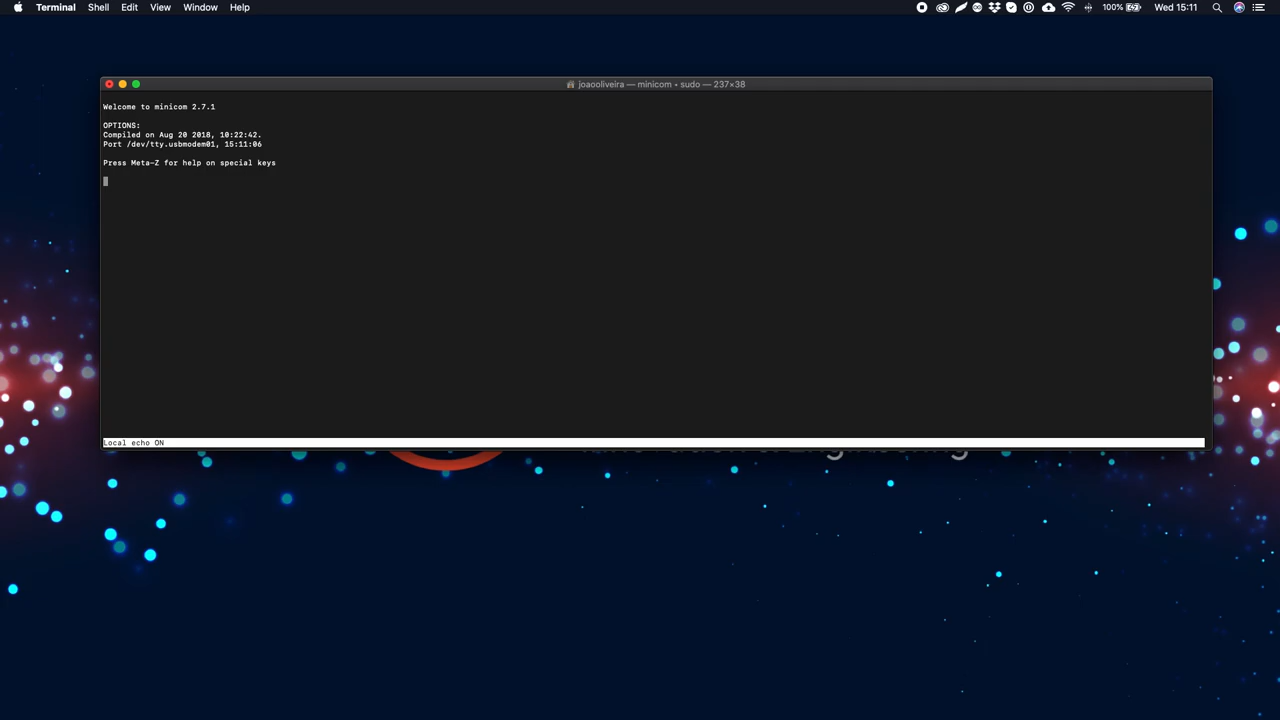 Terminal Shell Edit View Window Help 100% Wed 15:11
joaooliveira — minicom • sudo — 237×38
Welcome to minicom 2.7.1
OPTIONS:
Compiled on Aug 20 2018, 10:22:42.
Port /dev/tty.usbmodem01, 15:11:06
Press Meta-Z for help on special keys
Local echo ON